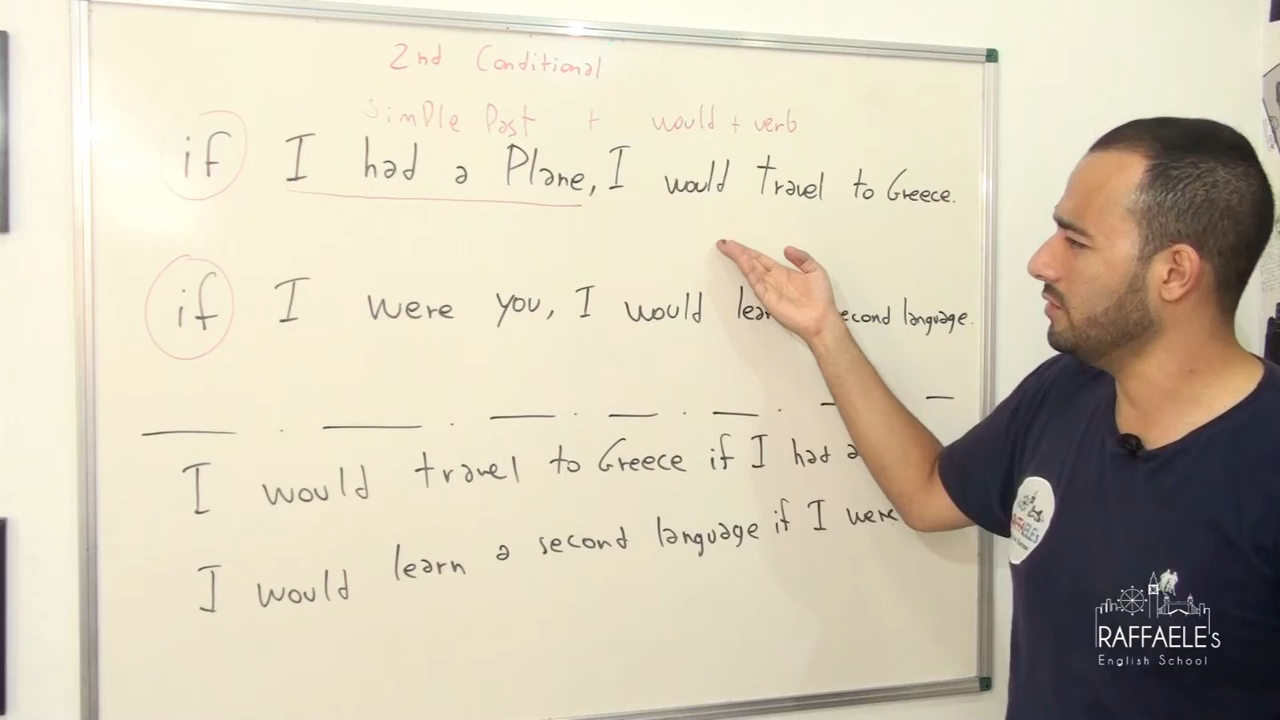 2nd Conditional
simple Past + would + verb
if I had a Plane, I would travel to Greece.
if I were you, I would second language.
I would travel to Greece if I had a
I would learn a second language if I were
RAFFAELE's
English School